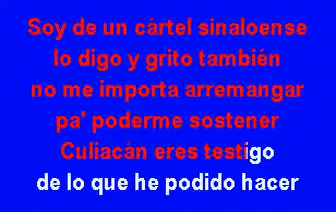 Soy de un cártel sinaloense
lo digo y grito también
no me importa arremangar
pa' poderme sostener
Culiacán eres testigo
de lo que he podido hacer